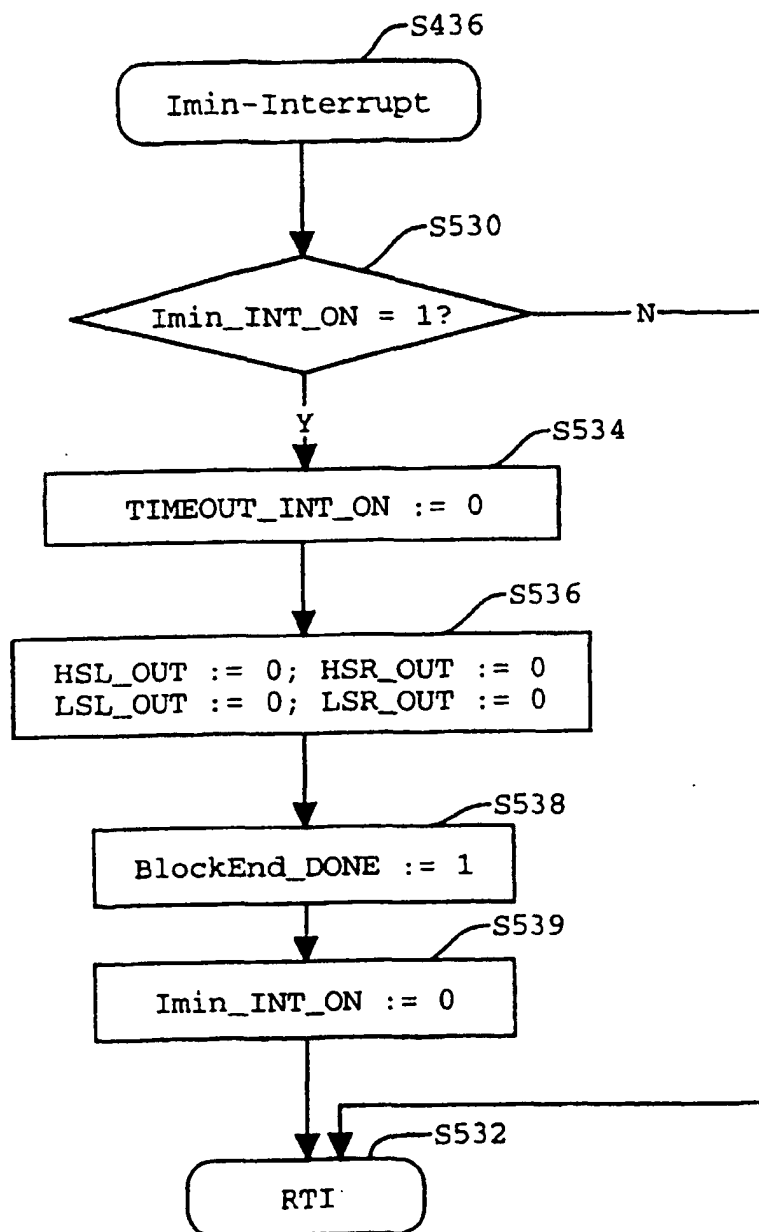 S436
Imin-Interrupt
S530
Imin_INT_ON = 1?
N
Y
S534
TIMEOUT_INT_ON := 0
S536
HSL_OUT := 0; HSR_OUT := 0
LSL_OUT := 0; LSR_OUT := 0
S538
BlockEnd_DONE := 1
S539
Imin_INT_ON := 0
S532
RTI